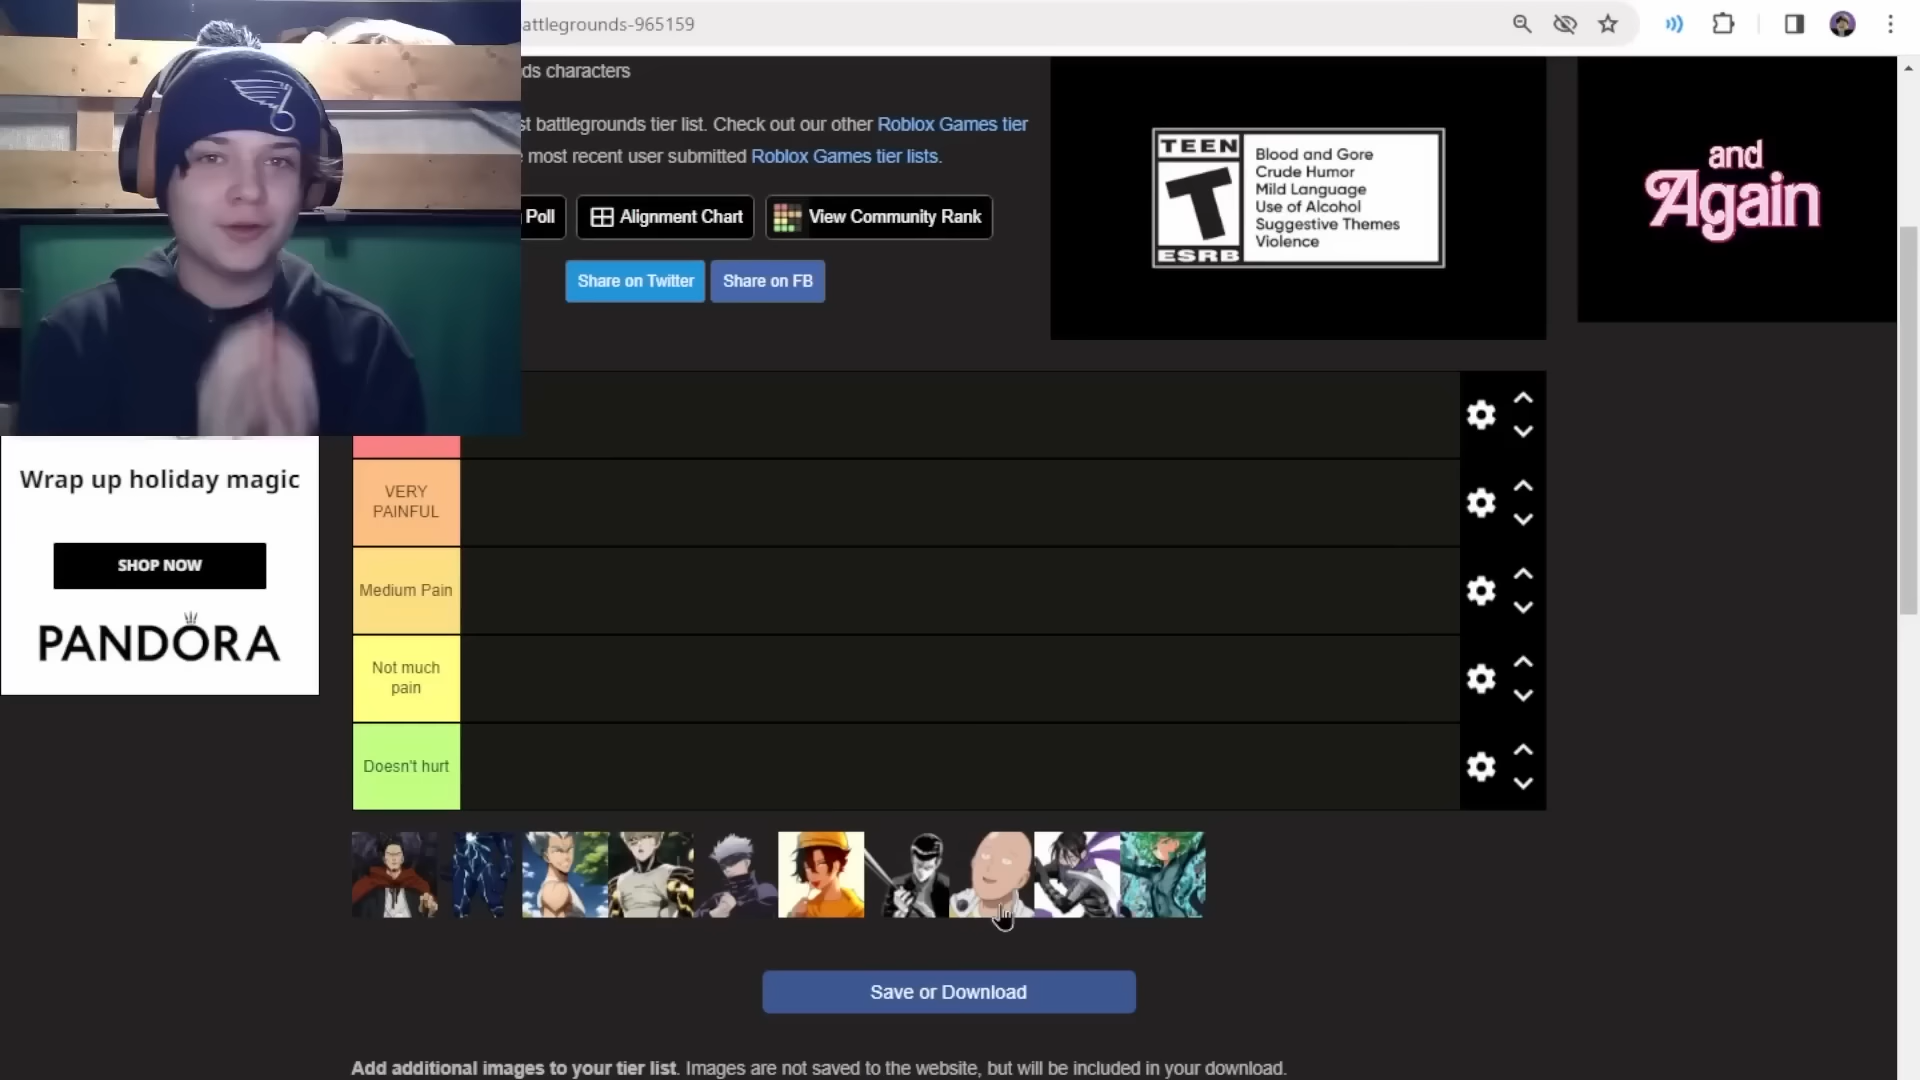 attlegrounds-965159
ds characters
st battlegrounds tier list. Check out our other Roblox Games tier
most recent user submitted Roblox Games tier lists.
Poll
Alignment Chart
View Community Rank
Share on Twitter
Share on FB
TEEN
T
ESRB
Blood and Gore
Crude Humor
Mild Language
Use of Alcohol
Suggestive Themes
Violence
and
Again
Wrap up holiday magic
SHOP NOW
PANDORA
VERY
PAINFUL
Medium Pain
Not much
pain
Doesn't hurt
Save or Download
Add additional images to your tier list. Images are not saved to the website, but will be included in your download.